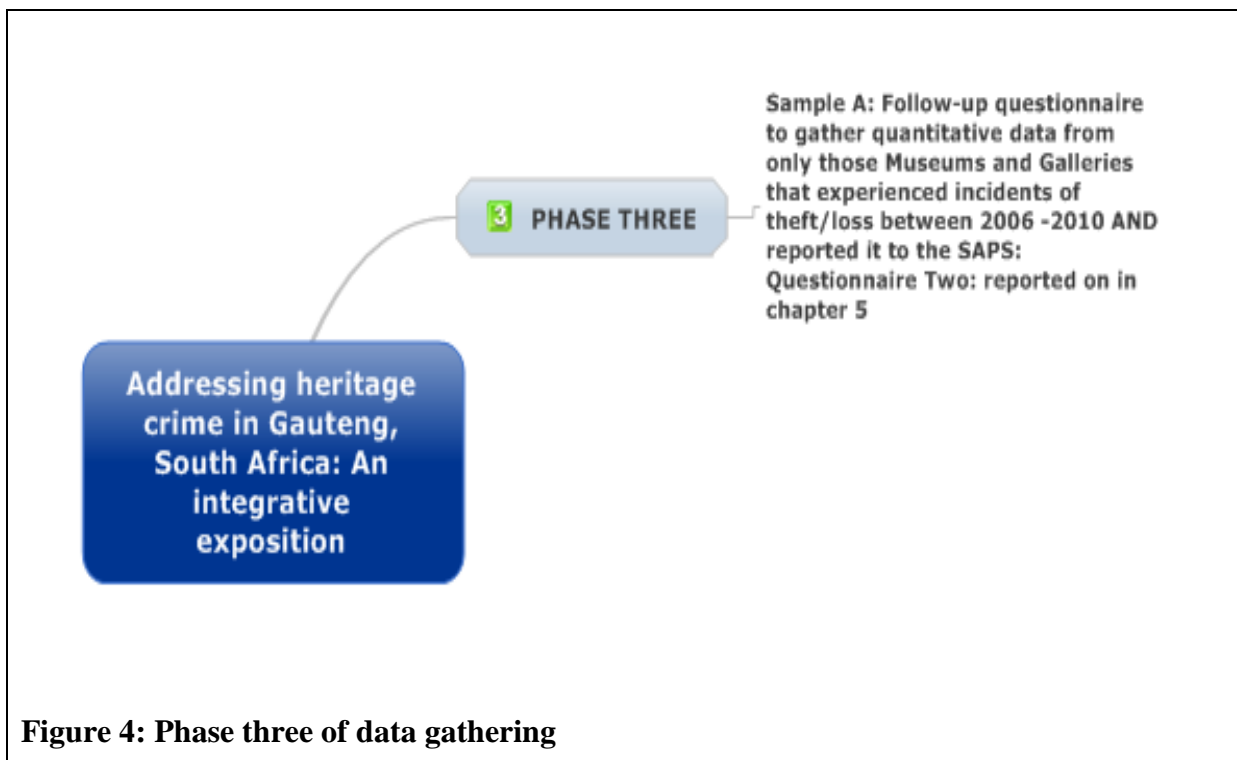 Sample A: Follow-up questionnaire
to gather quantitative data from
only those Museums and Galleries
that experienced incidents of
theft/loss between 2006 -2010 AND
reported it to the SAPS:
Questionnaire Two: reported on in
chapter 5
3 PHASE THREE
Addressing heritage
crime in Gauteng,
South Africa: An
integrative
exposition
Figure 4: Phase three of data gathering